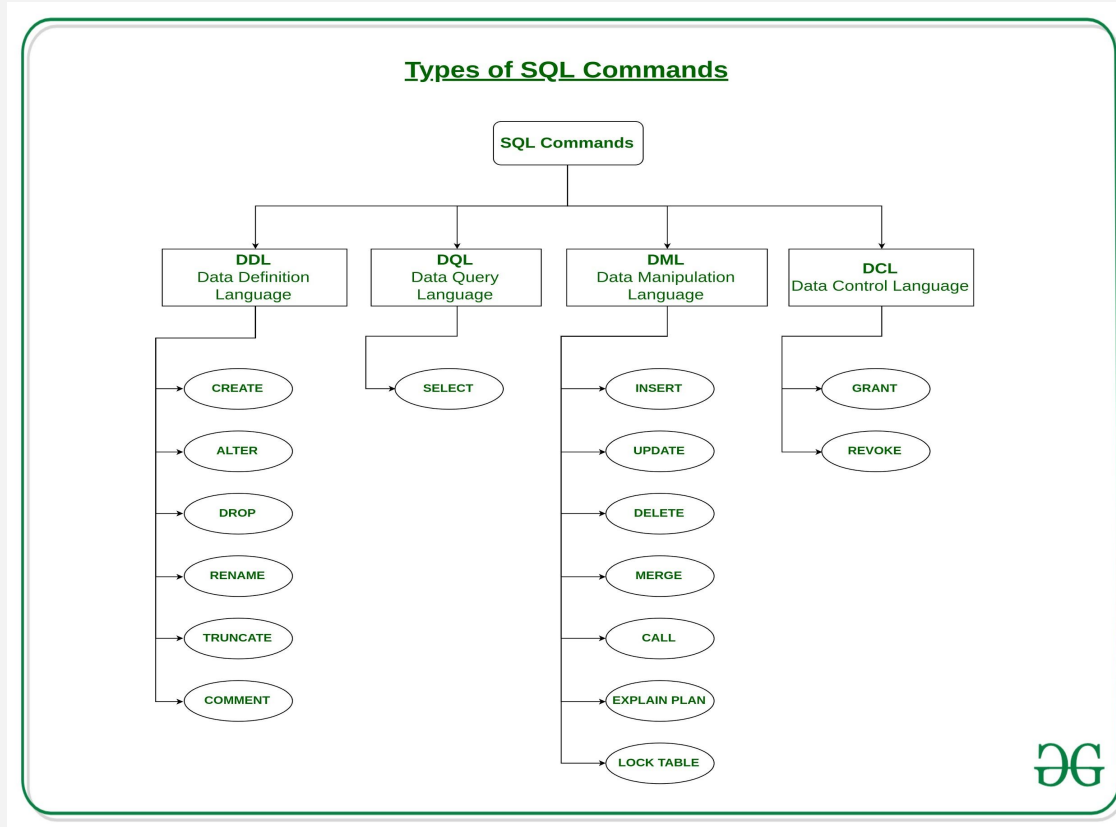 Types of SQL Commands
SQL Commands
DDL
Data Definition
Language
DQL
Data Query
Language
DML
Data Manipulation
Language
DCL
Data Control Language
CREATE
ALTER
DROP
RENAME
TRUNCATE
COMMENT
SELECT
INSERT
UPDATE
DELETE
MERGE
CALL
EXPLAIN PLAN
LOCK TABLE
GRANT
REVOKE